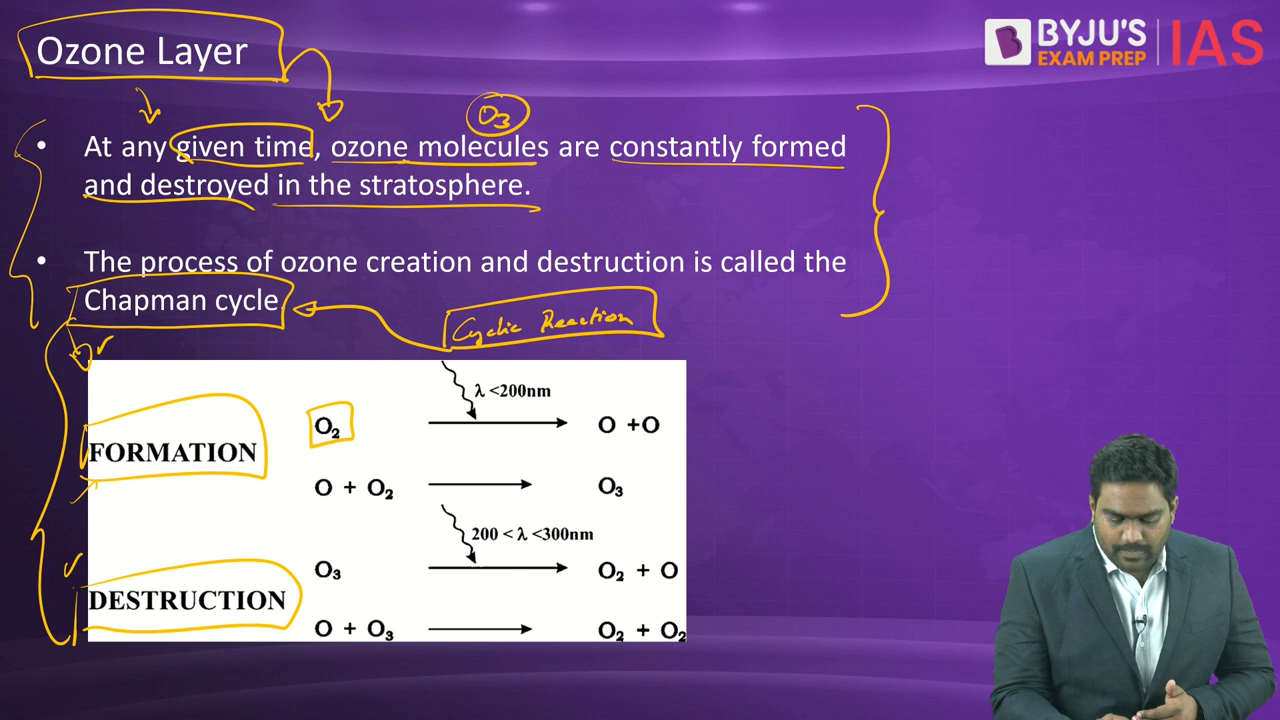 Ozone Layer
BYJU'S
EXAM PREP
IAS
O3
• At any given time, ozone molecules are constantly formed
and destroyed in the stratosphere.
• The process of ozone creation and destruction is called the
Chapman cycle
Cyclic Reaction
λ <200nm
O₂ O +O
FORMATION
O + O₂ O₃
200 < λ <300nm
O₃ O₂ + O
DESTRUCTION
O + O₃ O₂ + O₂